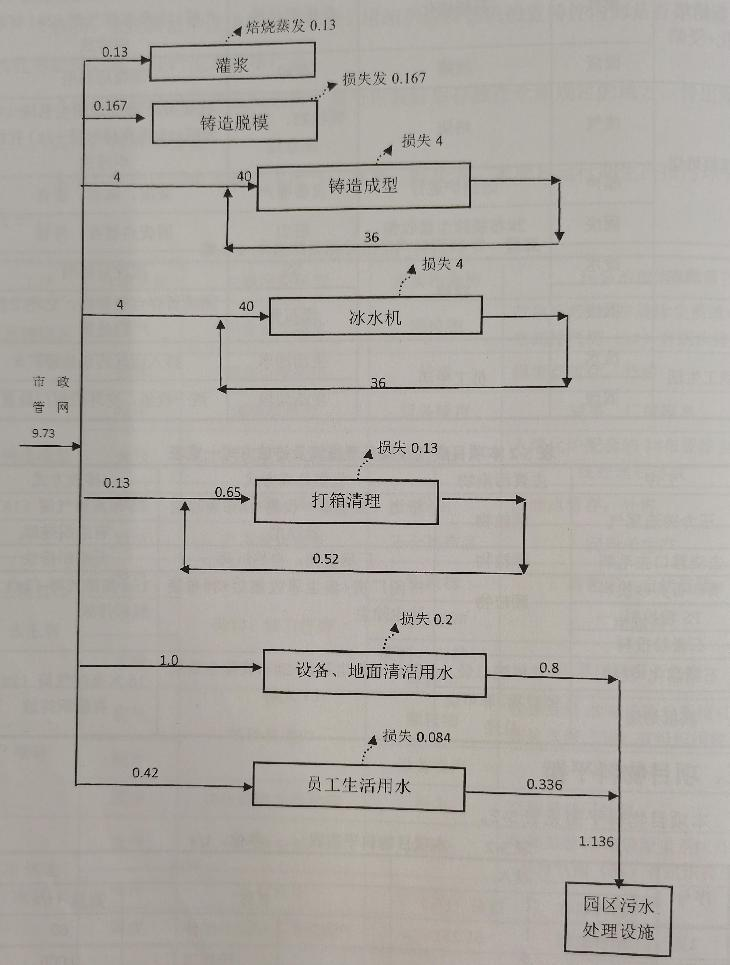 焙烧蒸发 0.13
0.13
灌浆
损失发 0.167
0.167
铸造脱模
损失 4
4
40
铸造成型
36
损失 4
4
40
冰水机
36
市 政
管 网
9.73
损失 0.13
0.13
0.65
打箱清理
0.52
损失 0.2
1.0
设备、地面清洁用水
0.8
损失 0.084
0.42
员工生活用水
0.336
1.136
园区污水
处理设施